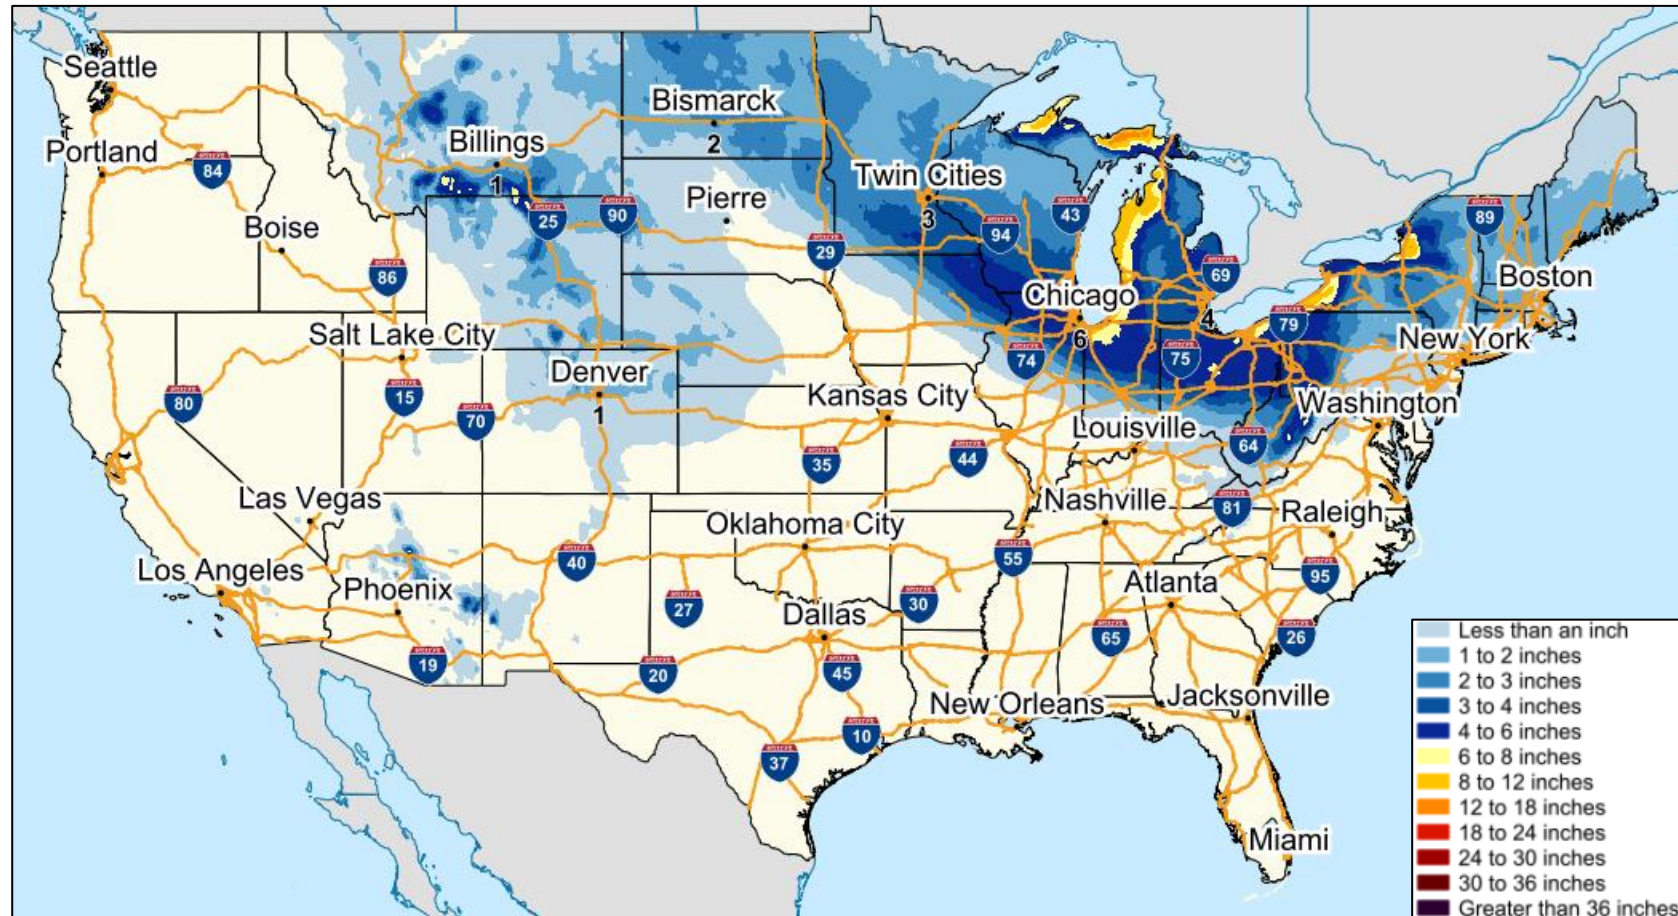 Seattle
Portland
84
Boise
86
Billings
1
25
90
Bismarck
2
Pierre
29
Twin Cities
3
94
43
69
89
Boston
Chicago
6
4
79
74
75
New York
Salt Lake City
80
15
70
Denver
1
Kansas City
35
44
Louisville
64
Washington
Las Vegas
Los Angeles
Phoenix
19
40
27
20
Oklahoma City
Dallas
45
30
55
Nashville
81
Raleigh
95
Atlanta
65
26
37
10
New Orleans
Jacksonville
Miami
Less than an inch
1 to 2 inches
2 to 3 inches
3 to 4 inches
4 to 6 inches
6 to 8 inches
8 to 12 inches
12 to 18 inches
18 to 24 inches
24 to 30 inches
30 to 36 inches
Greater than 36 inches